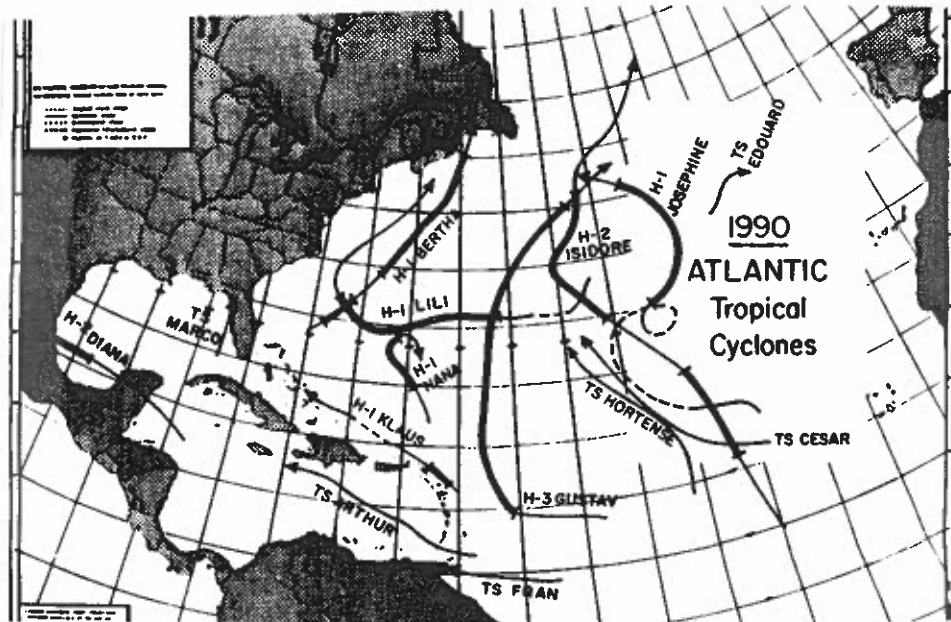 TS
EDOUARD
H-1
JOSEPHINE
1990
ATLANTIC
Tropical
Cyclones
H-1 BERTHA
H-2
ISIDORE
H-1 LILI
TS
MARCO
DIANA
H-1
NANA
H-1 KLAUS
TS HORTENSE
TS CESAR
TS ARTHUR
H-3 GUSTAV
TS FRAN